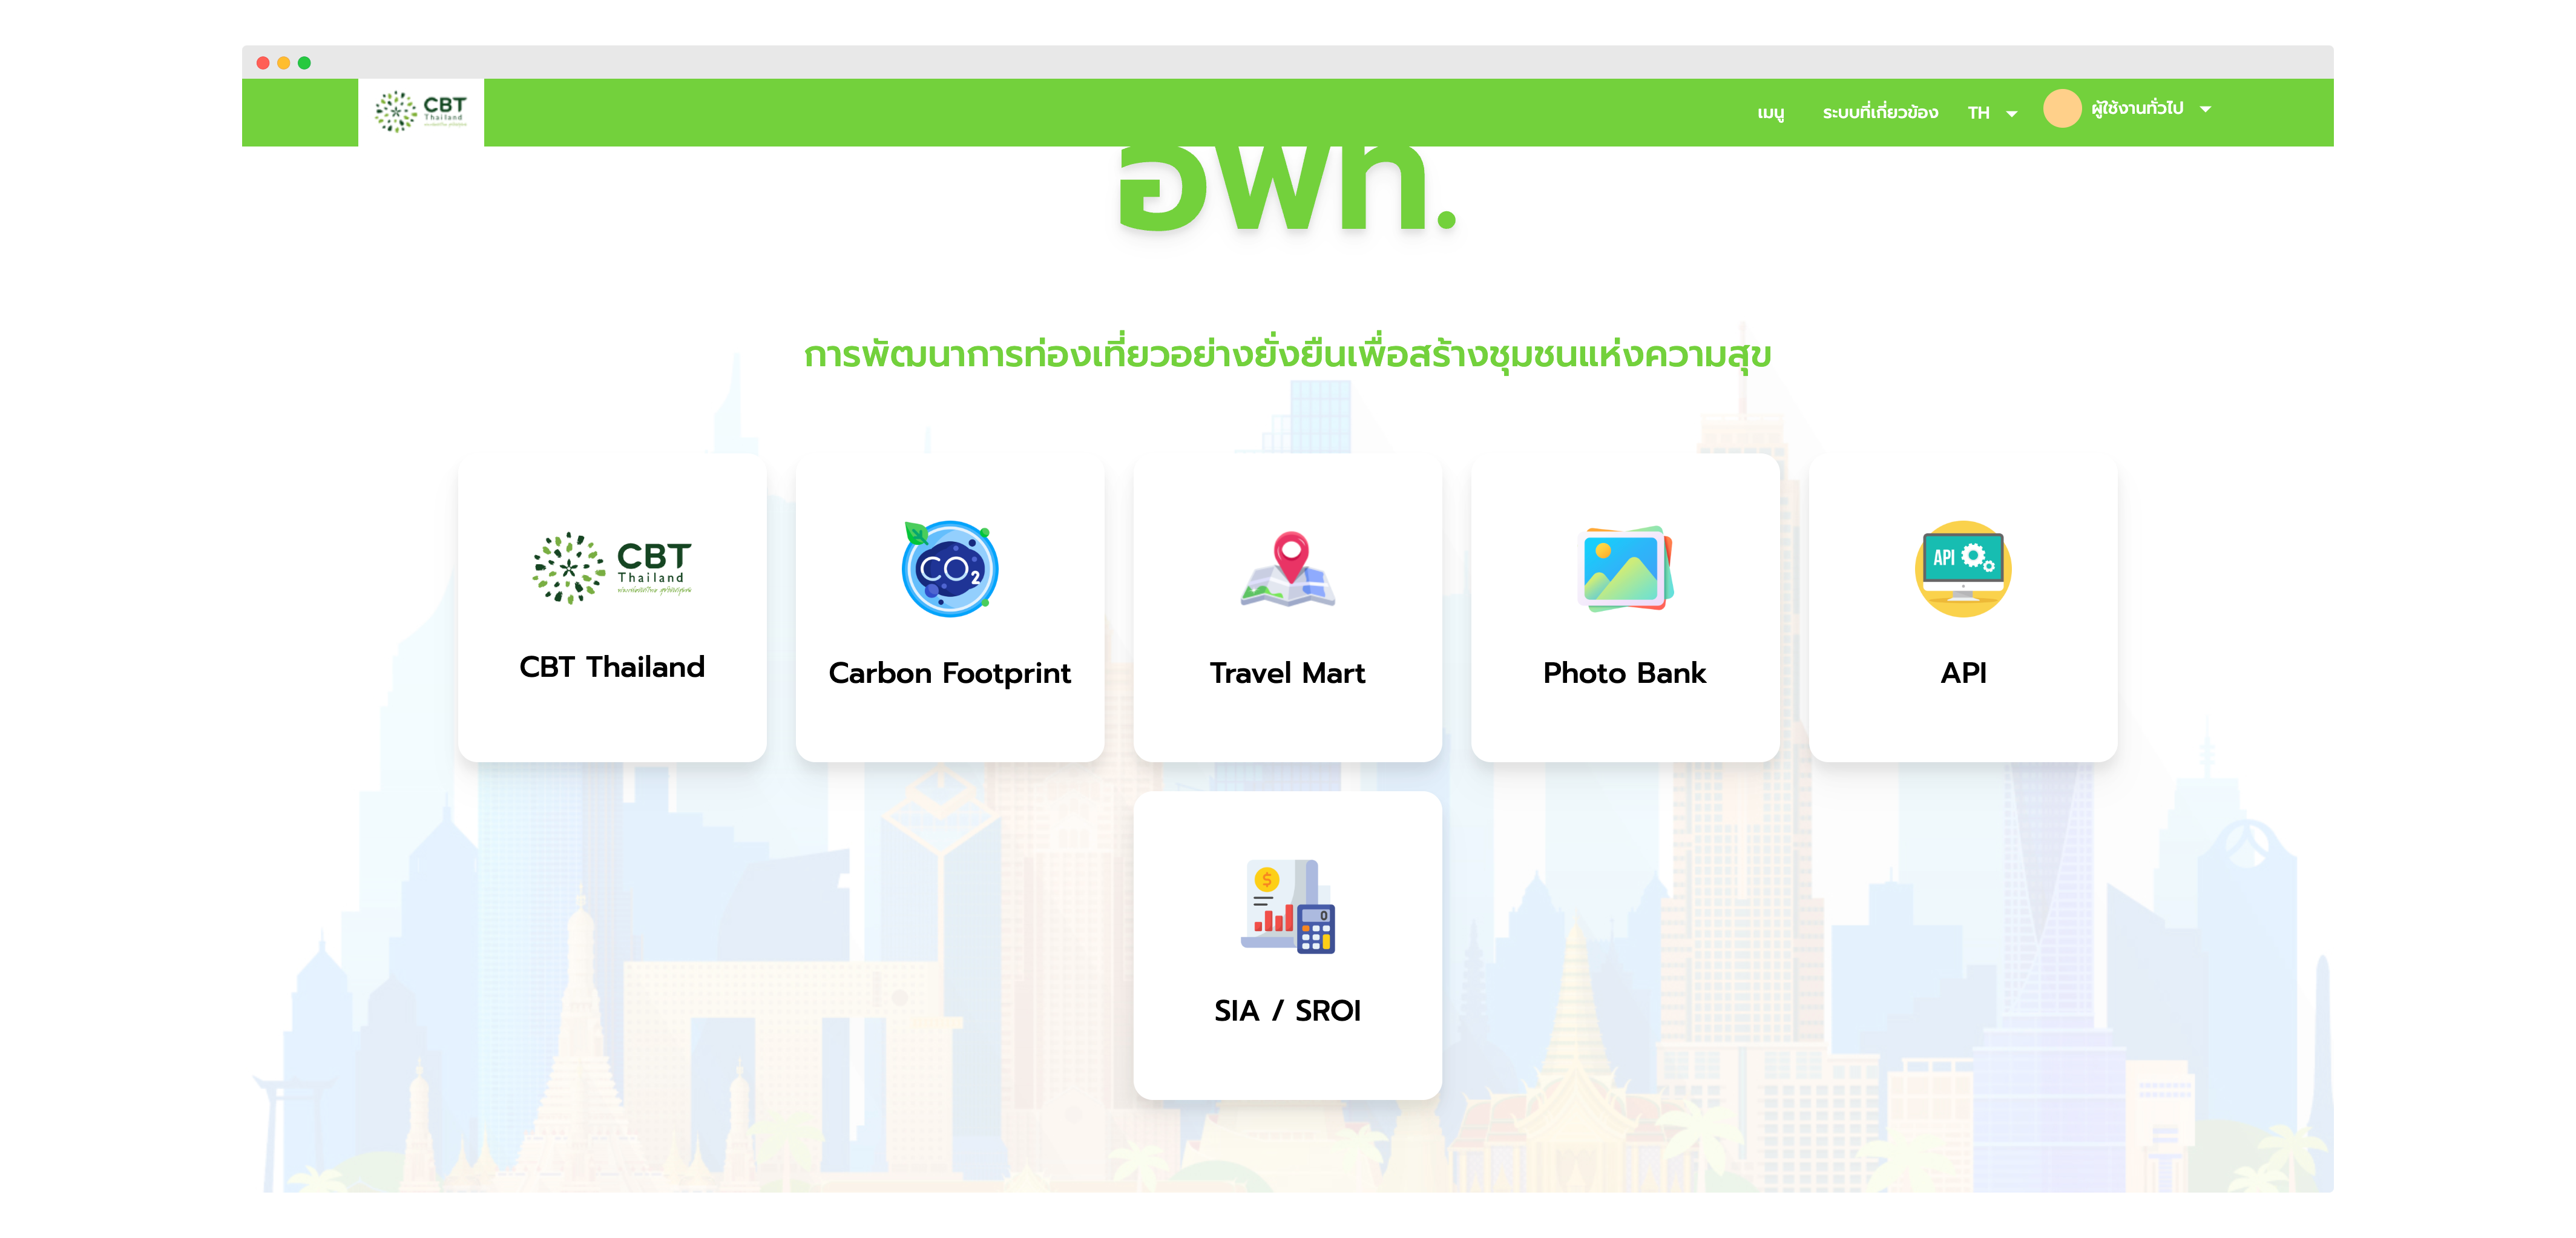 CBT
Thailand
เมนู ระบบที่เกี่ยวข้อง TH ผู้ใช้งานทั่วไป
อพท.
การพัฒนาการท่องเที่ยวอย่างยั่งยืนเพื่อสร้างชุมชนแห่งความสุข
CBT
Thailand
CBT Thailand
CO2
Carbon Footprint
Travel Mart
Photo Bank
API
API
$
0
SIA / SROI